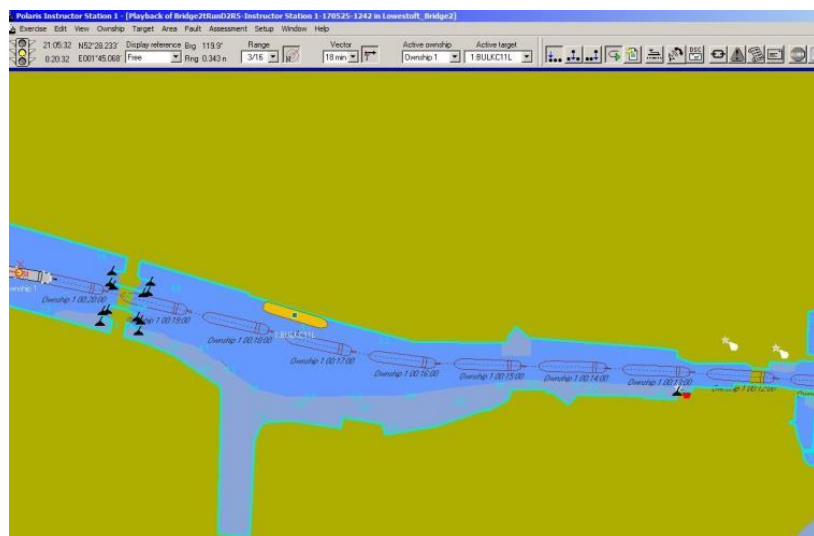 Polaris Instructor Station 1 - [Playback of Bridge2tRunD2R5-Instructor Station 1-170525-1242 in Lowestoft_Bridge2]
Exercise Edit View Ownship Target Area Fault Assessment Setup Window Help
21:05:32 N52°28.233' Display reference Brg 119.9° Range Vector Active ownship Active target
0:20:32 E001°45.068' Free Rng 0.343 n 3/16 N 18 min T Ownship 1 1:BULKC11L DSC
Ownship 1 00:20:00
00:19:00
1:BULKC11L
Ownship 1 00:18:00
Ownship 1 00:17:00
Ownship 1 00:16:00
Ownship 1 00:15:00
Ownship 1 00:14:00
Ownship 1 00:13:00
Ownship 1 00:12:00